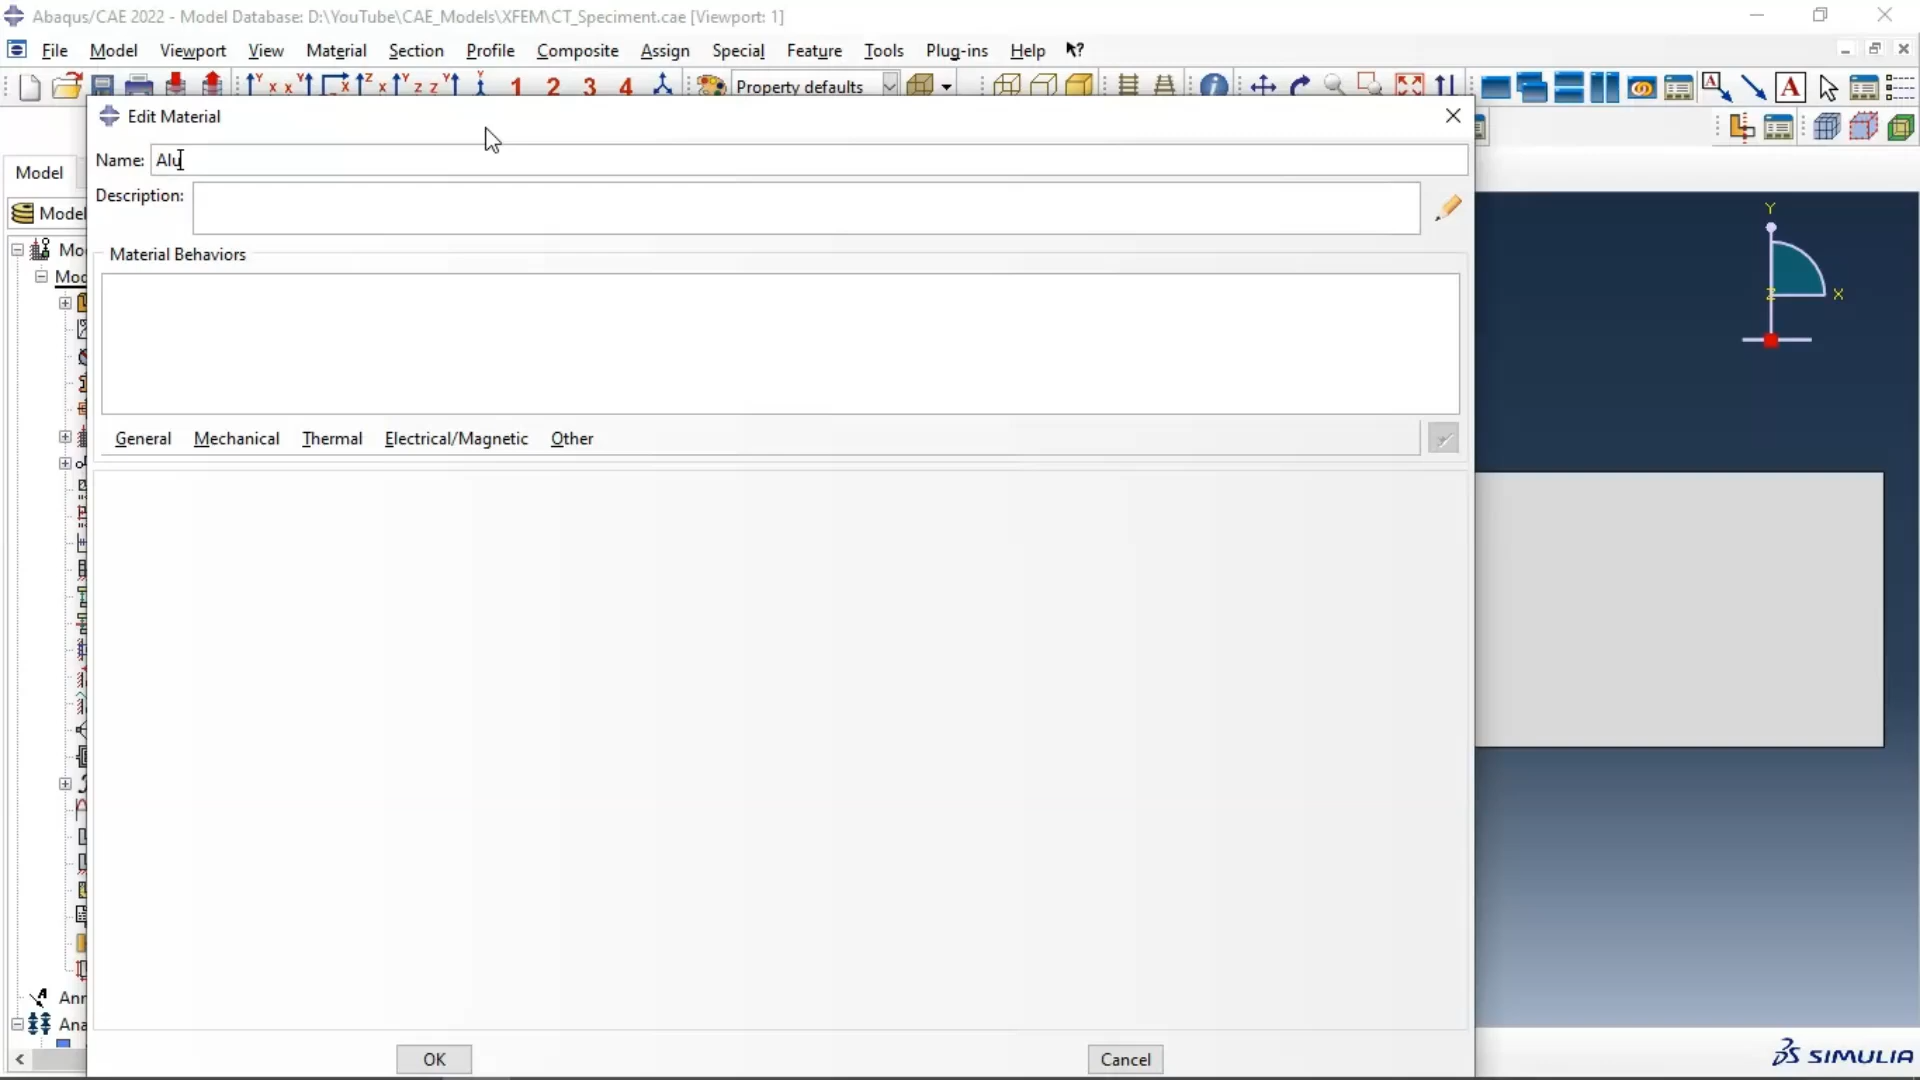 Abaqus/CAE 2022 - Model Database: D:\YouTube\CAE_Models\XFEM\CT_Speciment.cae [Viewport: 1]
File Model Viewport View Material Section Profile Composite Assign Special Feature Tools Plug-ins Help
1 2 3 4 Property defaults A A
Edit Material
Name: Alu
Model
Description:
Model
Y
Material Behaviors
Z X
General Mechanical Thermal Electrical/Magnetic Other
OK Cancel
SIMULIA